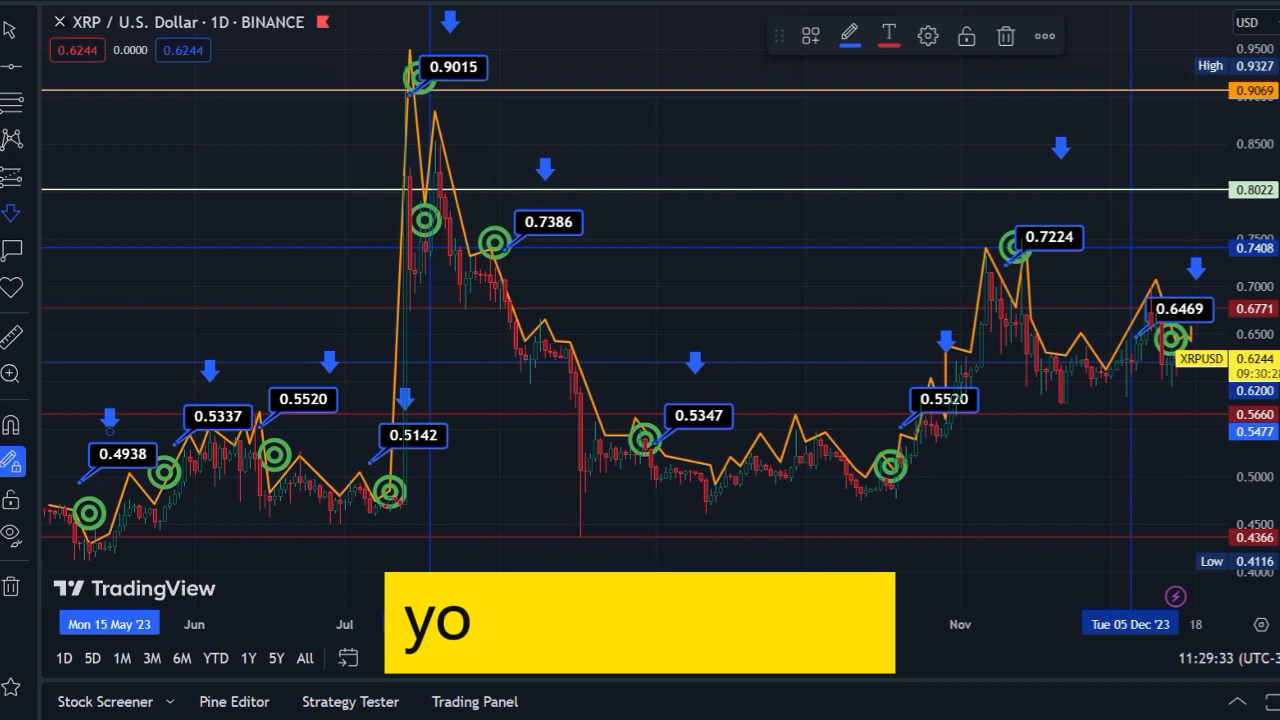 XRP / U.S. Dollar · 1D · BINANCE
0.6244 0.0000 0.6244
T
USD
0.9500
High 0.9327
0.9069
0.8500
0.8022
0.7408
0.7000
0.6771
0.6500
XRPUSD 0.6244
09:30:28
0.6200
0.5660
0.5477
0.5000
0.4500
0.4366
Low 0.4116
0.9015
0.7386
0.7224
0.6469
0.5520
0.5337
0.5520
0.5347
0.5142
0.4938
TradingView
yo
Mon 15 May '23 Jun Jul Nov Tue 05 Dec '23 18
1D 5D 1M 3M 6M YTD 1Y 5Y All
11:29:33 (UTC-3
Stock Screener Pine Editor Strategy Tester Trading Panel